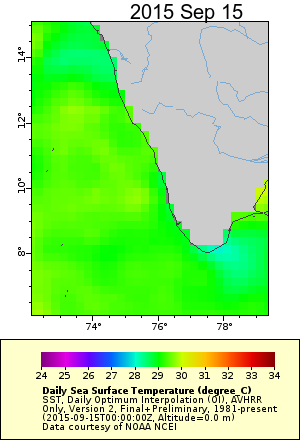 2015 Sep 15
14°
12°
10°
8°
74° 76° 78°
24 25 26 27 28 29 30 31 32 33 34
Daily Sea Surface Temperature (degree_C)
SST, Daily Optimum Interpolation (OI), AVHRR
Only, Version 2, Final+Preliminary, 1981-present
(2015-09-15T00:00:00Z, Altitude=0.0 m)
Data courtesy of NOAA NCEI